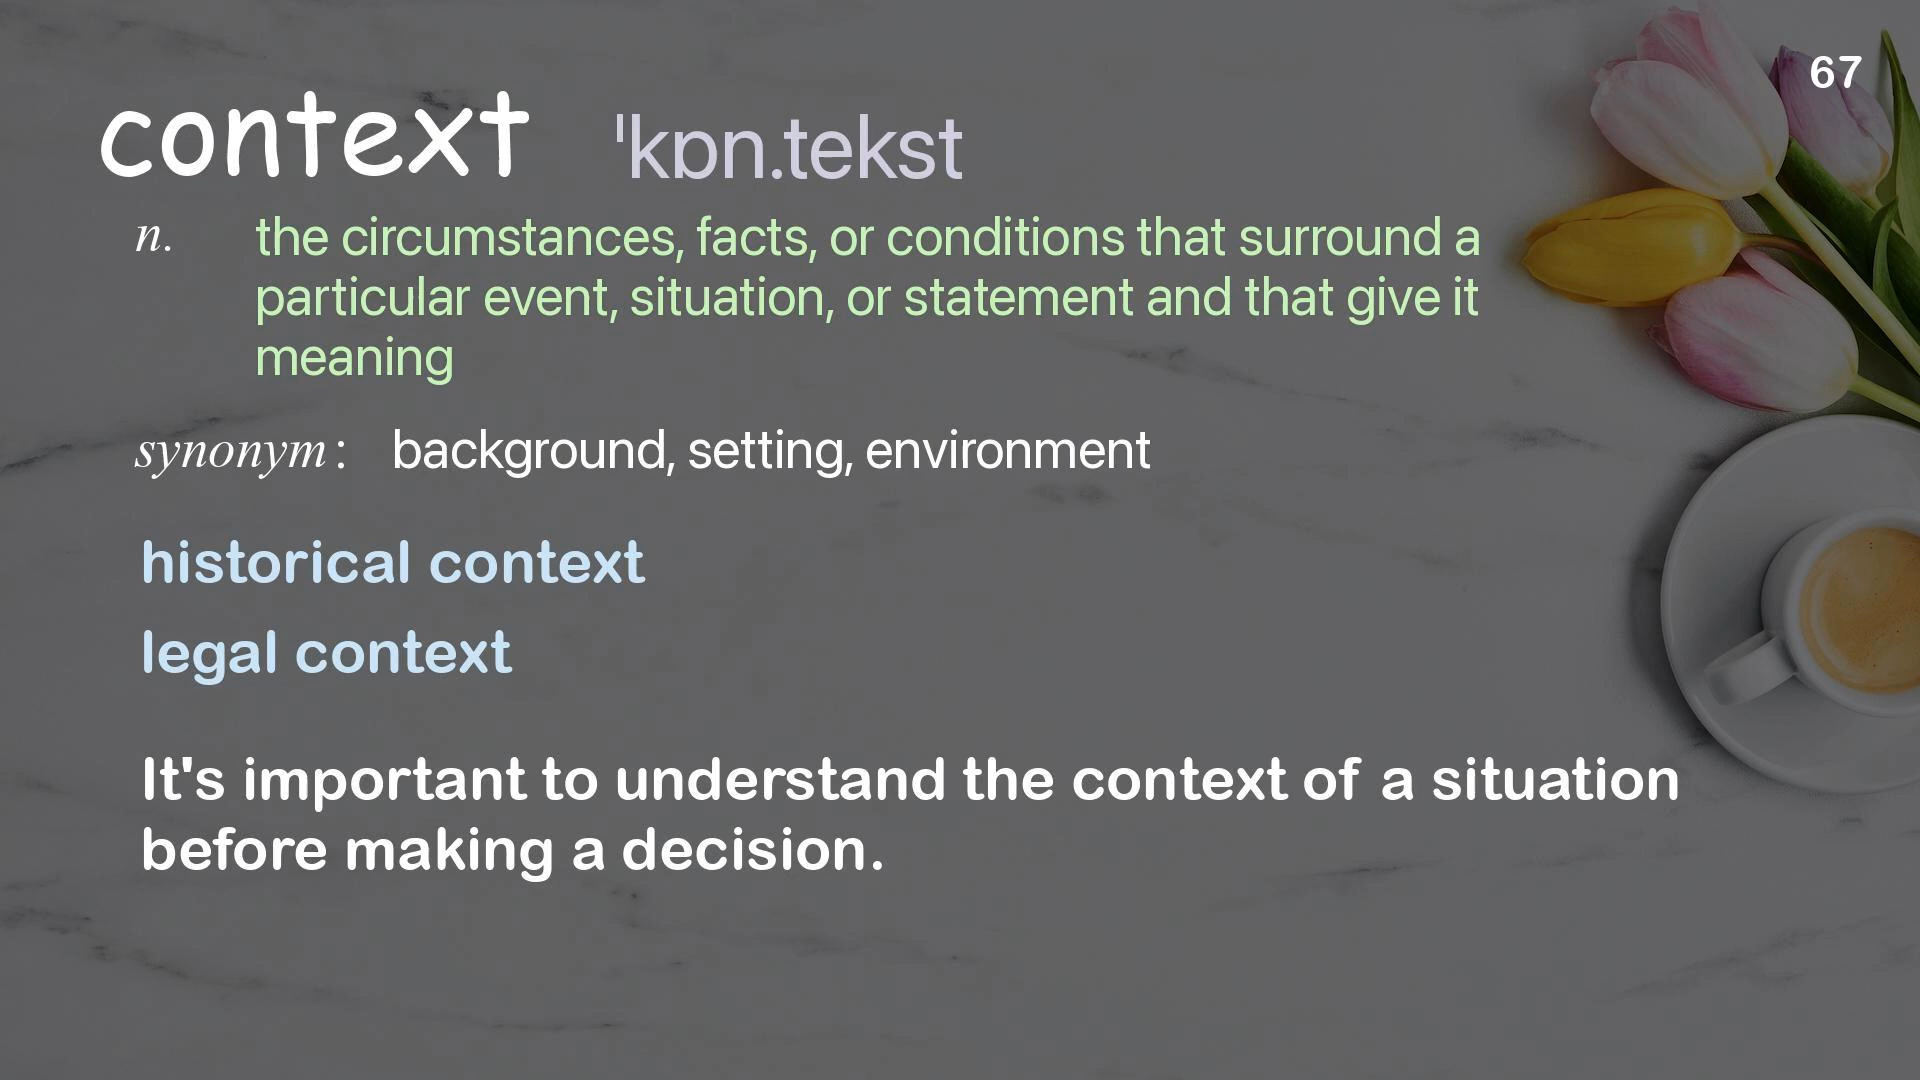 67
context ˈkɒn.tekst
n. the circumstances, facts, or conditions that surround a
particular event, situation, or statement and that give it
meaning
synonym : background, setting, environment
historical context
legal context
It's important to understand the context of a situation
before making a decision.